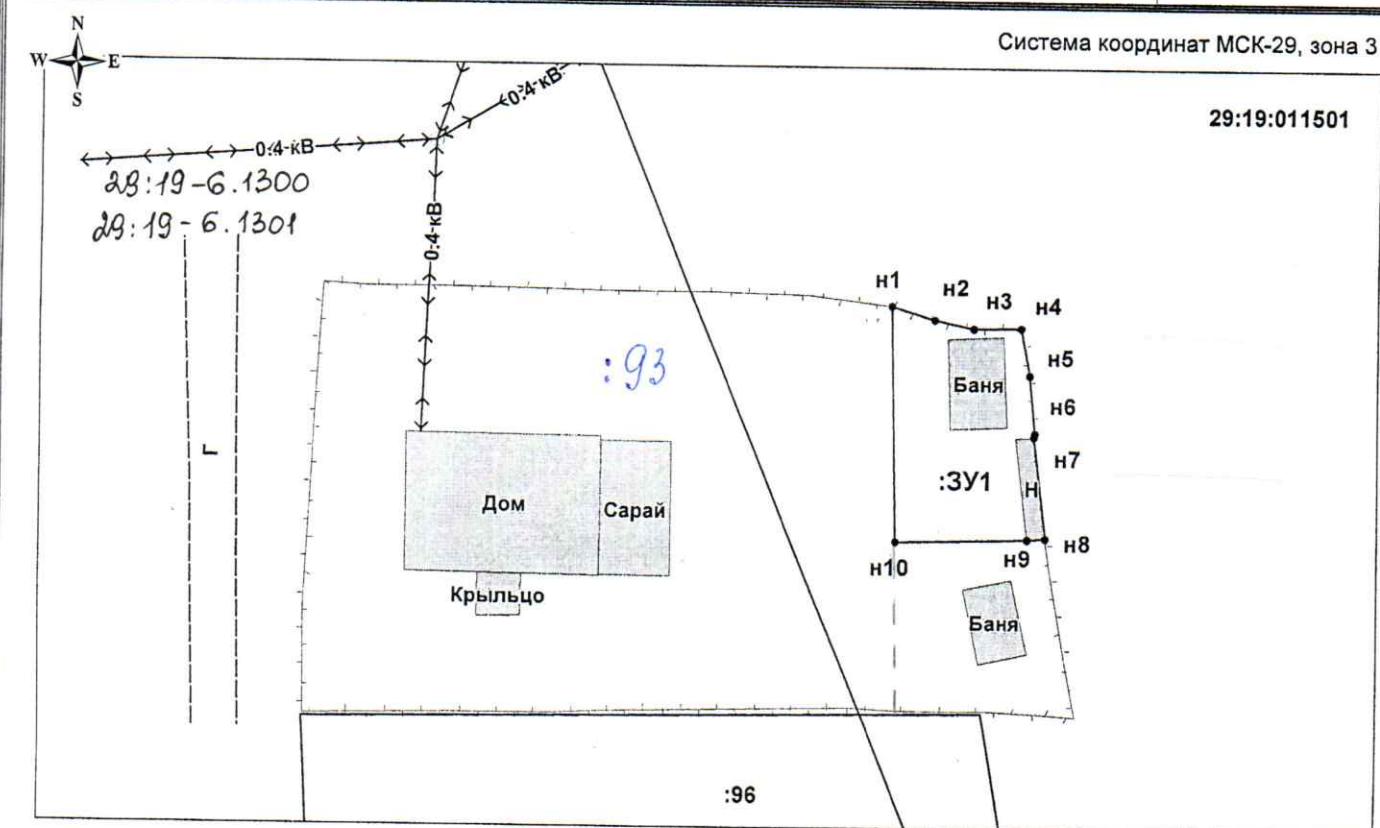 Система координат МСК-29, зона 3
N
W E
S
29:19:011501
0.4 кВ
0.4 кВ
29:19-6.1300
29:19-6.1301
0.4 кВ
н1
н2
н3
н4
:93
н5
Баня
н6
Г
н7
:ЗУ1
Н
Дом
Сарай
н8
н9
н10
Крыльцо
Баня
:96